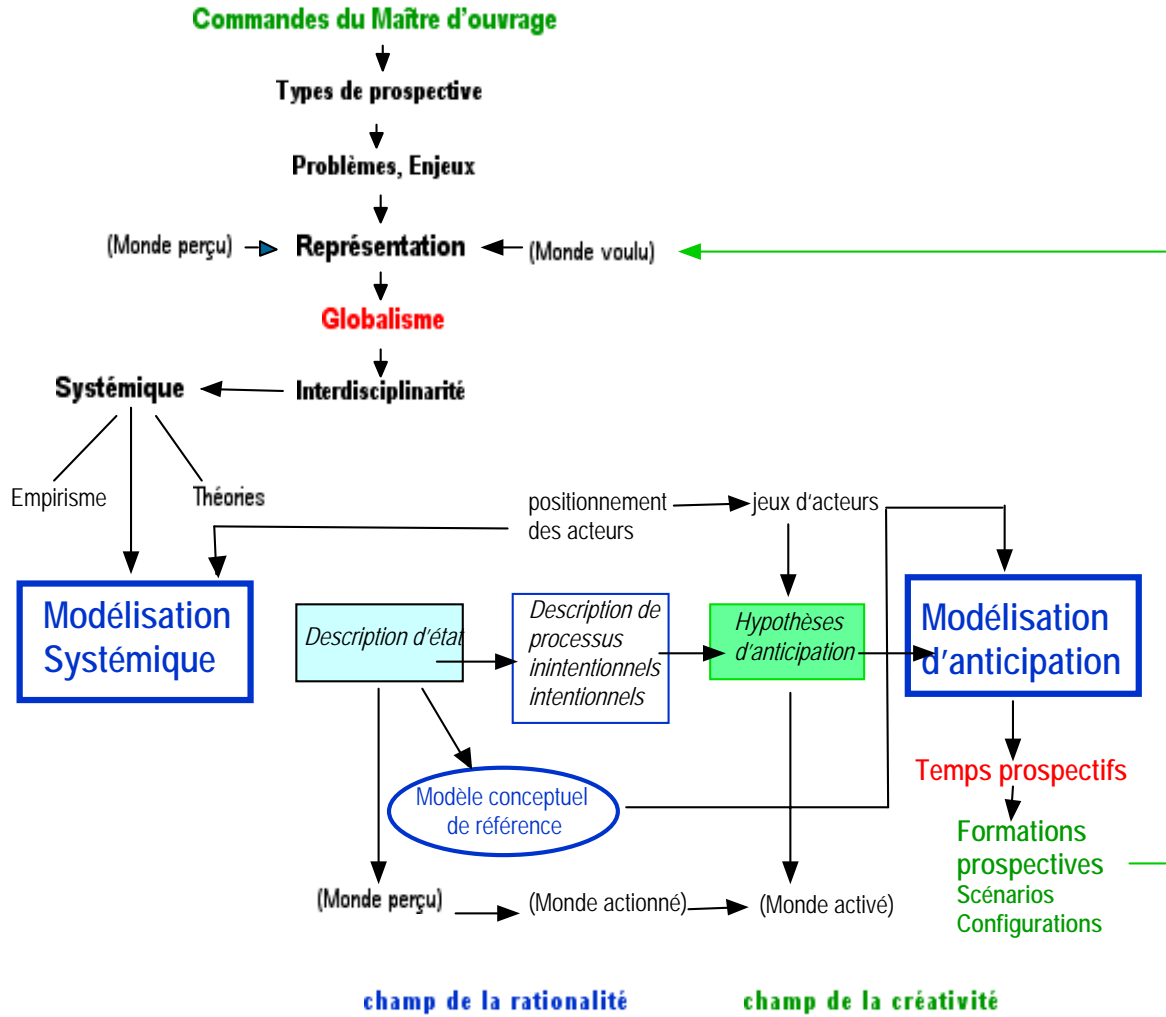 Commandes du Maître d'ouvrage
Types de prospective
Problèmes, Enjeux
(Monde perçu)
Représentation
(Monde voulu)
Globalisme
Systémique
Interdisciplinarité
Empirisme
Théories
positionnement
des acteurs
jeux d'acteurs
Modélisation
Systémique
Description d'état
Description de
processus
inintentionnels
intentionnels
Hypothèses
d'anticipation
Modélisation
d'anticipation
Modèle conceptuel
de référence
Temps prospectifs
Formations
prospectives
Scénarios
Configurations
(Monde perçu)
(Monde actionné)
(Monde activé)
champ de la rationalité
champ de la créativité